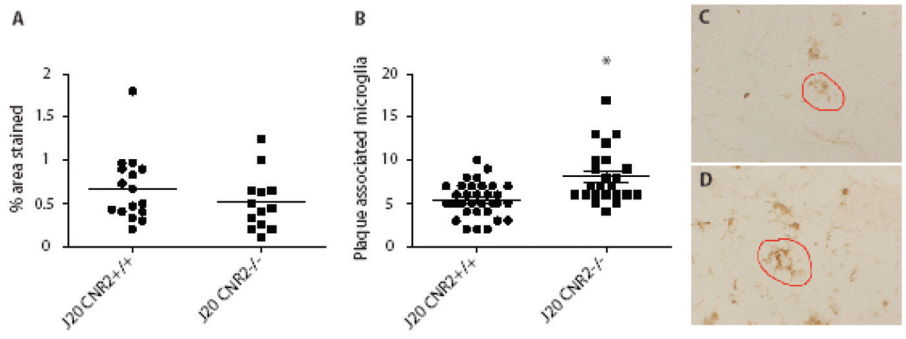 A
% area stained
2
1.5
1
0.5
0
J20 CNR2+/+
J20 CNR2-/-
B
Plaque associated microglia
20
15
10
5
0
*
J20 CNR2+/+
J20 CNR2-/-
C
D